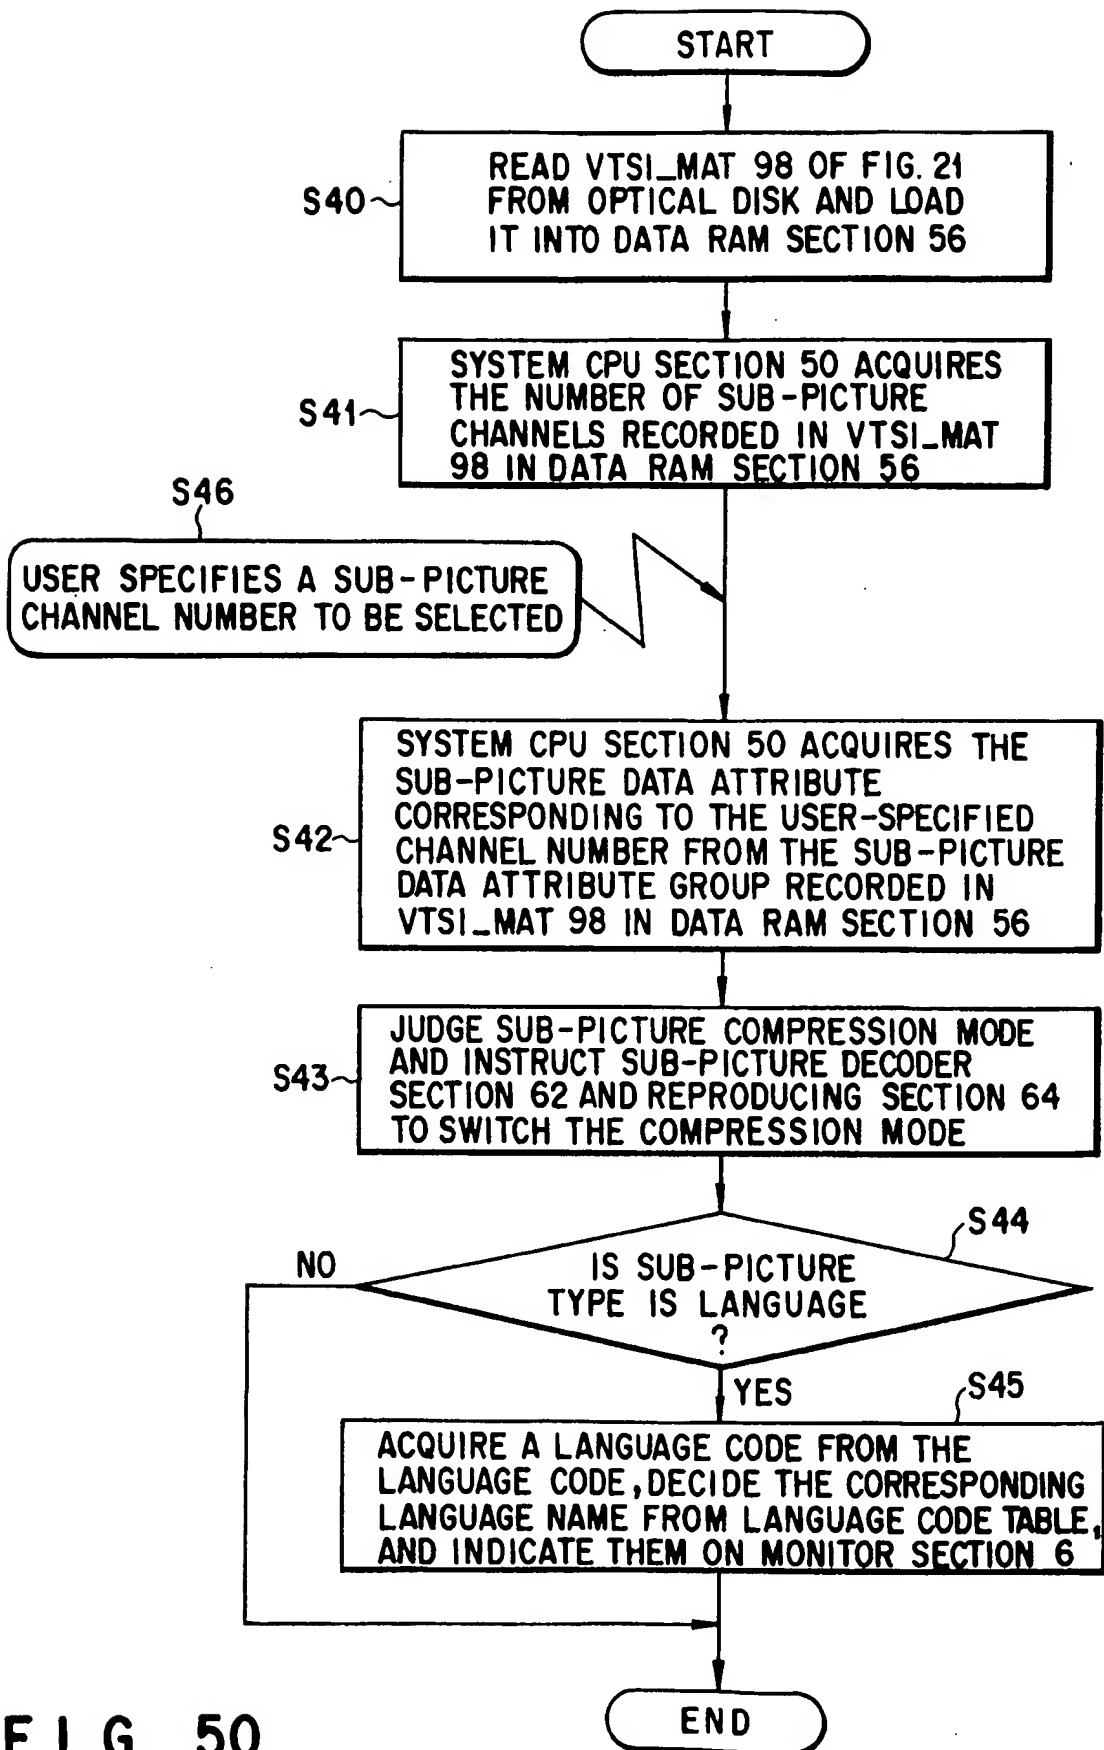 START
READ VTSI_MAT 98 OF FIG. 21
FROM OPTICAL DISK AND LOAD
IT INTO DATA RAM SECTION 56
S40
SYSTEM CPU SECTION 50 ACQUIRES
THE NUMBER OF SUB-PICTURE
CHANNELS RECORDED IN VTSI_MAT
98 IN DATA RAM SECTION 56
S41
S46
USER SPECIFIES A SUB-PICTURE
CHANNEL NUMBER TO BE SELECTED
SYSTEM CPU SECTION 50 ACQUIRES THE
SUB-PICTURE DATA ATTRIBUTE
CORRESPONDING TO THE USER-SPECIFIED
CHANNEL NUMBER FROM THE SUB-PICTURE
DATA ATTRIBUTE GROUP RECORDED IN
VTSI_MAT 98 IN DATA RAM SECTION 56
S42
JUDGE SUB-PICTURE COMPRESSION MODE
AND INSTRUCT SUB-PICTURE DECODER
SECTION 62 AND REPRODUCING SECTION 64
TO SWITCH THE COMPRESSION MODE
S43
S44
NO
IS SUB-PICTURE
TYPE IS LANGUAGE
?
YES
S45
ACQUIRE A LANGUAGE CODE FROM THE
LANGUAGE CODE, DECIDE THE CORRESPONDING
LANGUAGE NAME FROM LANGUAGE CODE TABLE,
AND INDICATE THEM ON MONITOR SECTION 6
END
FIG. 50